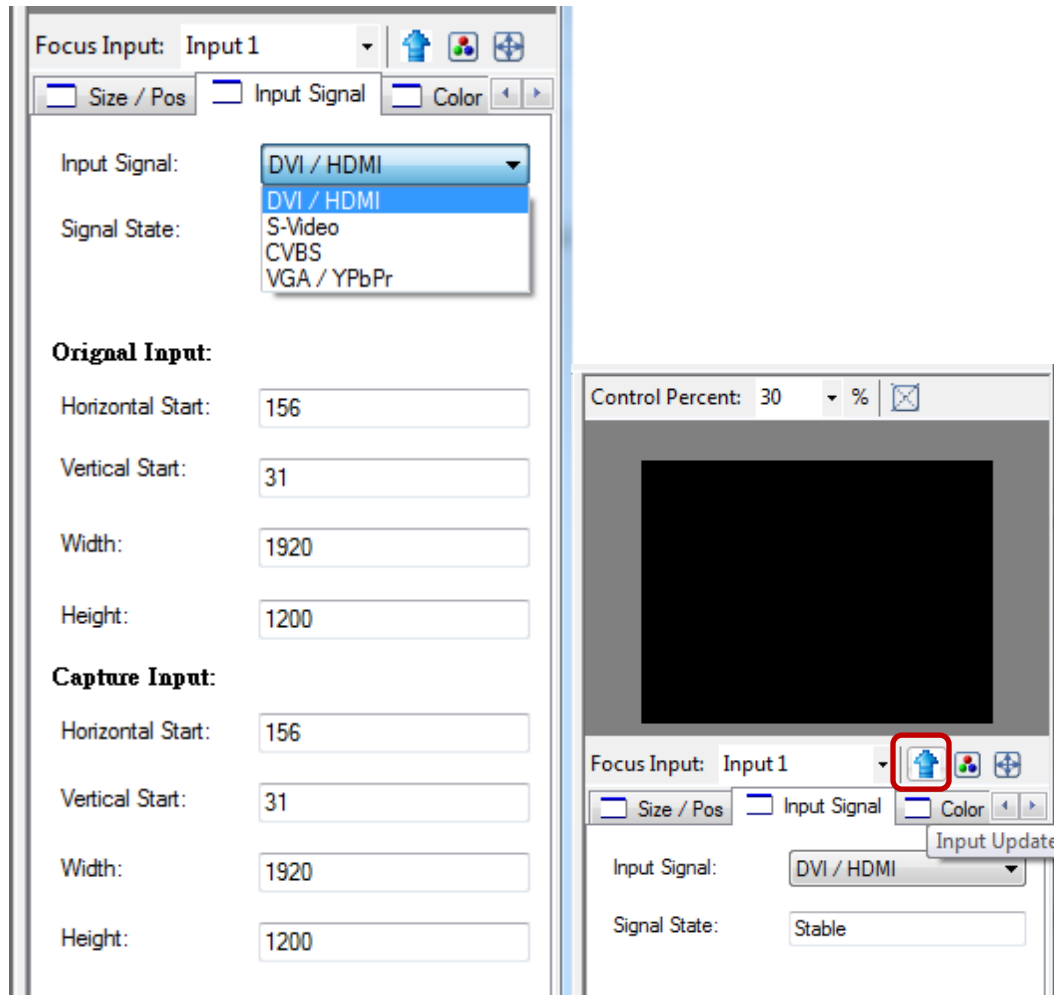 Focus Input: Input 1
Size / Pos Input Signal Color
Input Signal: DVI / HDMI
DVI / HDMI
S-Video
CVBS
VGA / YPbPr
Signal State:
Orignal Input:
Horizontal Start: 156
Vertical Start: 31
Width: 1920
Height: 1200
Capture Input:
Horizontal Start: 156
Vertical Start: 31
Width: 1920
Height: 1200
Control Percent: 30 %
Focus Input: Input 1
Size / Pos Input Signal Color
Input Update
Input Signal: DVI / HDMI
Signal State: Stable